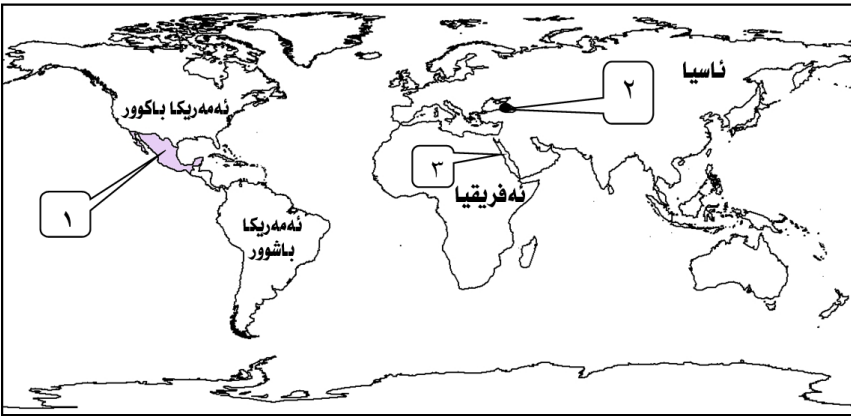 ئاسیا
٢
ئەمەریکا باکوور
٣
ئەفریقیا
١
ئەمەریکا
باشوور